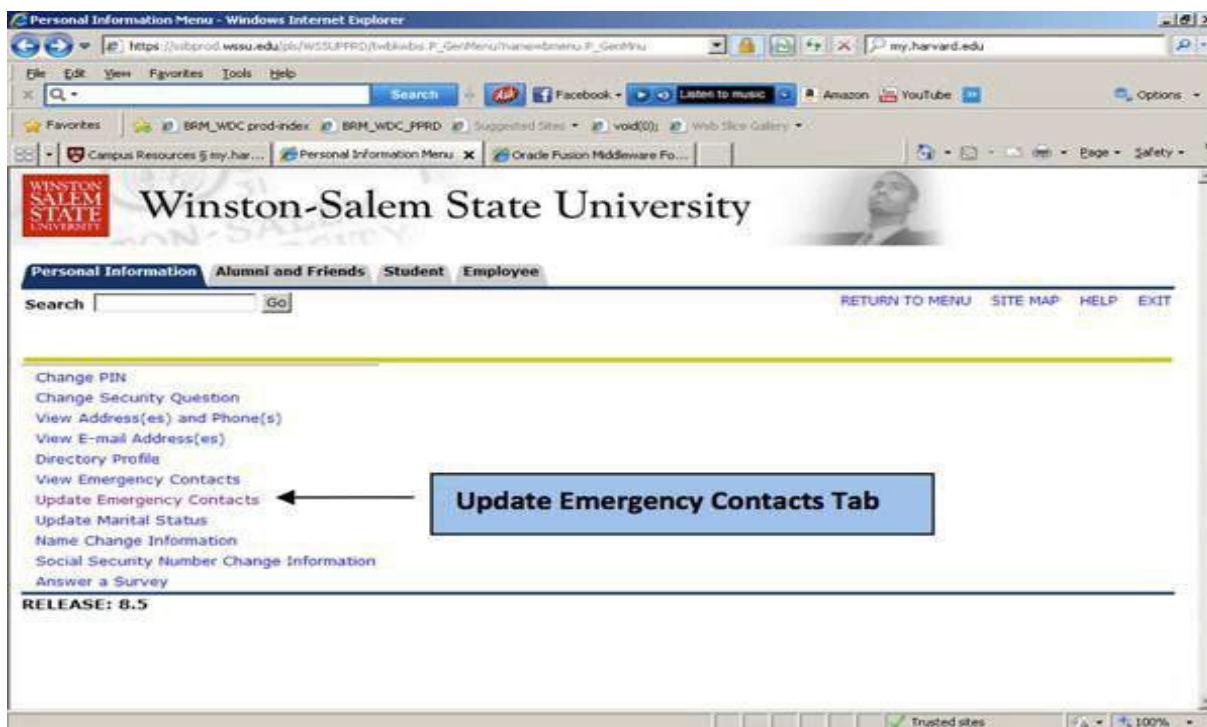 Personal Information Menu - Windows Internet Explorer
my.harvard.edu
File Edit View Favorites Tools Help
Search Facebook Listen to music Amazon YouTube Options
Favorites BRM_WDC prod-index BRM_WDC_PPRD Suggested Sites void(0); Web Slice Gallery
Campus Resources § my.har... Personal Information Menu Oracle Fusion Middleware Fo... Page Safety
WINSTON
SALEM
STATE
UNIVERSITY
Winston-Salem State University
Personal Information Alumni and Friends Student Employee
Search Go RETURN TO MENU SITE MAP HELP EXIT
Change PIN
Change Security Question
View Address(es) and Phone(s)
View E-mail Address(es)
Directory Profile
View Emergency Contacts
Update Emergency Contacts
Update Emergency Contacts Tab
Update Marital Status
Name Change Information
Social Security Number Change Information
Answer a Survey
RELEASE: 8.5
Trusted sites 100%